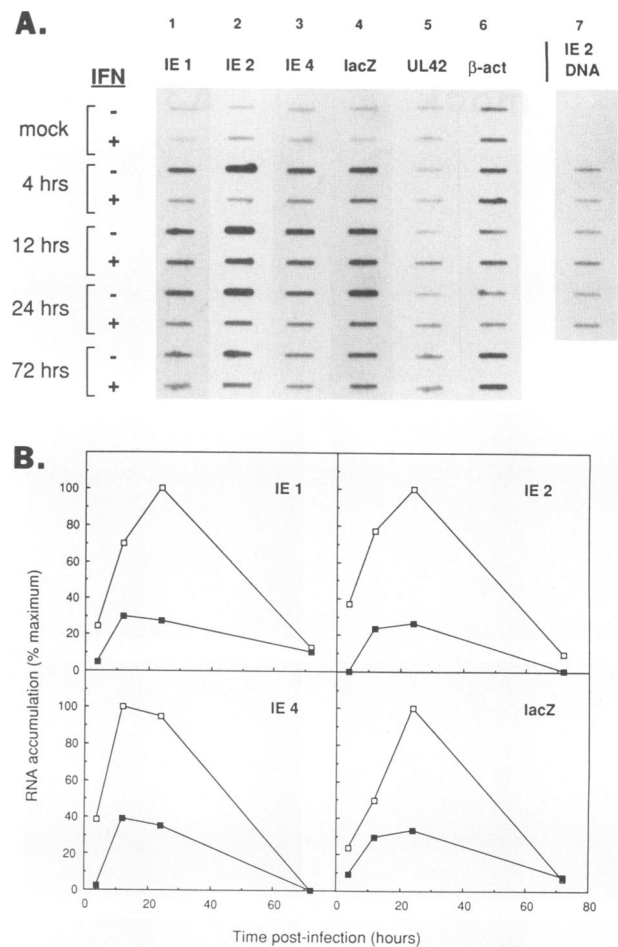 A.
1 2 3 4 5 6 7
IE 1 IE 2 IE 4 lacZ UL42 β-act IE 2 DNA
IFN
mock - +
4 hrs - +
12 hrs - +
24 hrs - +
72 hrs - +
B.
RNA accumulation (% maximum)
100
80
60
40
20
0
IE 1
IE 2
100
80
60
40
20
0
IE 4
lacZ
0 20 40 60 0 20 40 60 80
Time post-infection (hours)